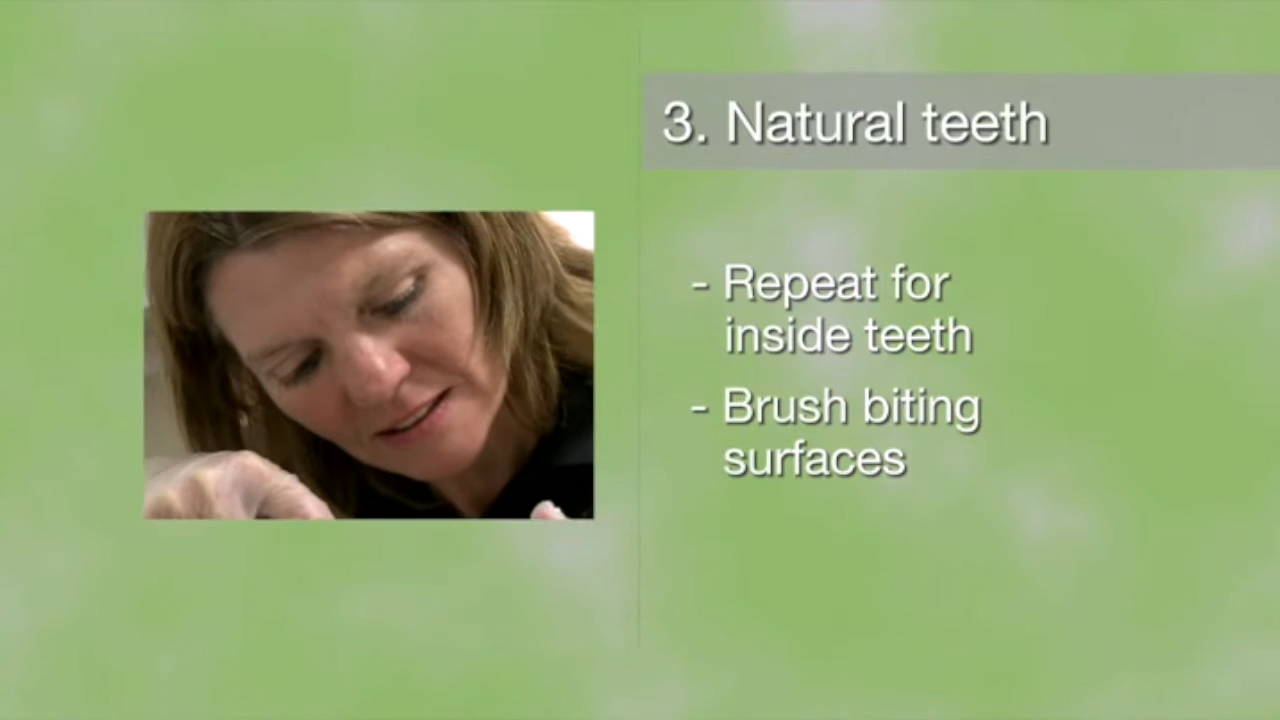 3. Natural teeth
- Repeat for
inside teeth
- Brush biting
surfaces